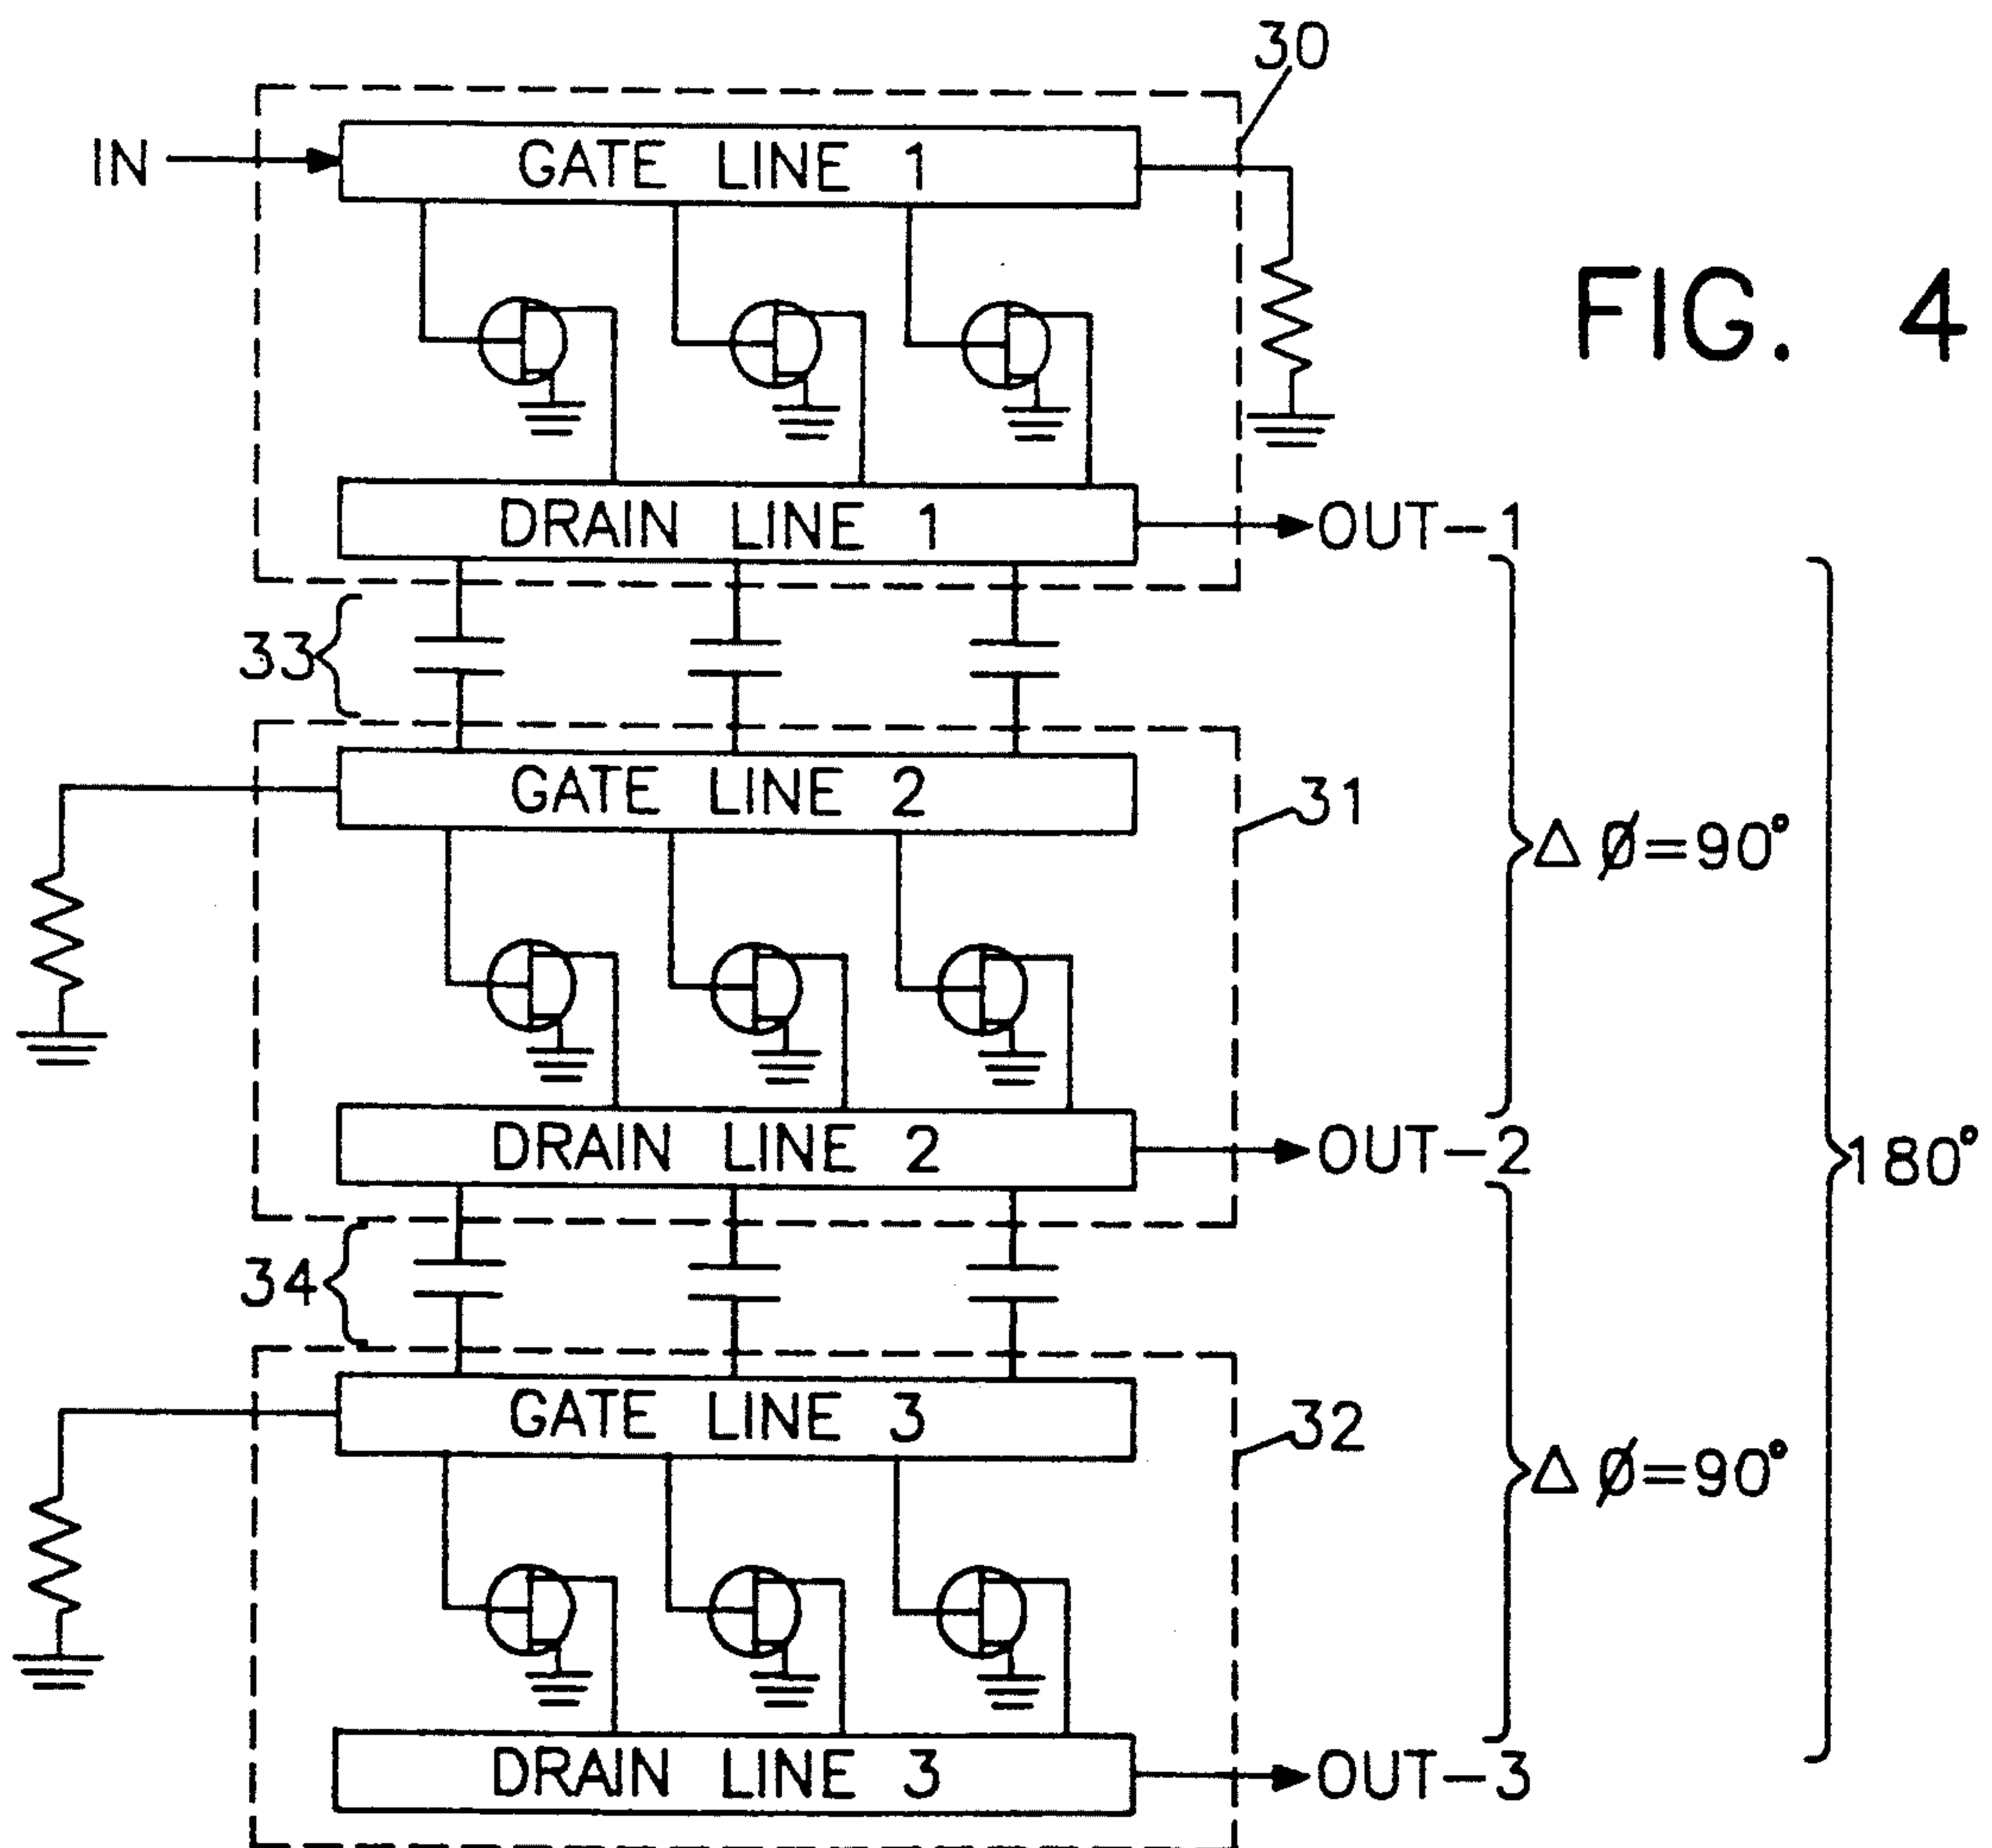 30
IN
GATE LINE 1
FIG. 4
DRAIN LINE 1
OUT-1
33
GATE LINE 2
31
Δ Ø=90°
DRAIN LINE 2
OUT-2
180°
34
GATE LINE 3
32
Δ Ø=90°
DRAIN LINE 3
OUT-3